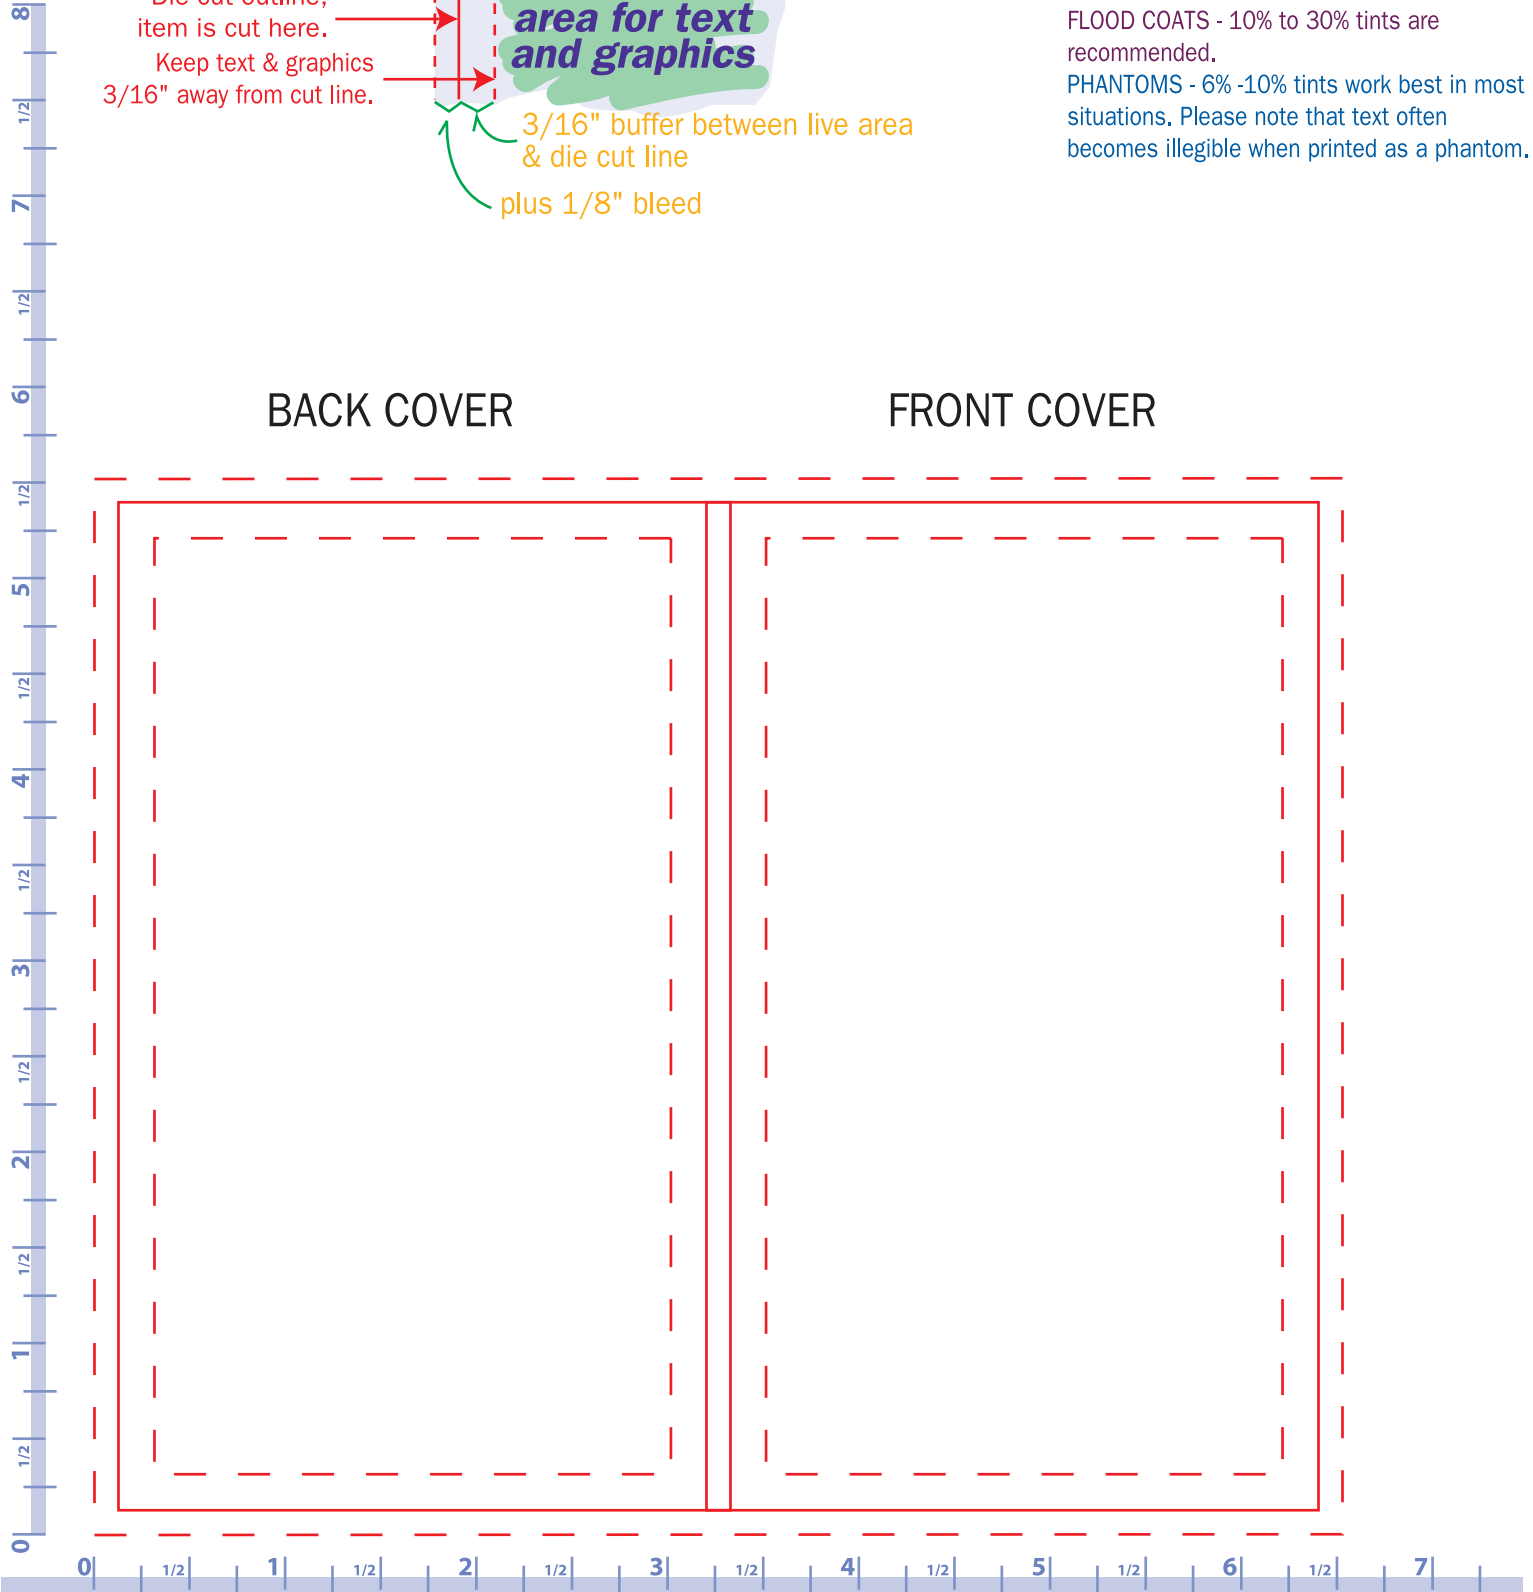 Die cut outline,
item is cut here.
Keep text & graphics
3/16" away from cut line.
area for text
and graphics
3/16" buffer between live area
& die cut line
plus 1/8" bleed
FLOOD COATS - 10% to 30% tints are
recommended.
PHANTOMS - 6% -10% tints work best in most
situations. Please note that text often
becomes illegible when printed as a phantom.
BACK COVER
FRONT COVER
8
1/2
7
1/2
6
1/2
5
1/2
4
1/2
3
1/2
2
1/2
1
1/2
0
0 1/2 1 1/2 2 1/2 3 1/2 4 1/2 5 1/2 6 1/2 7